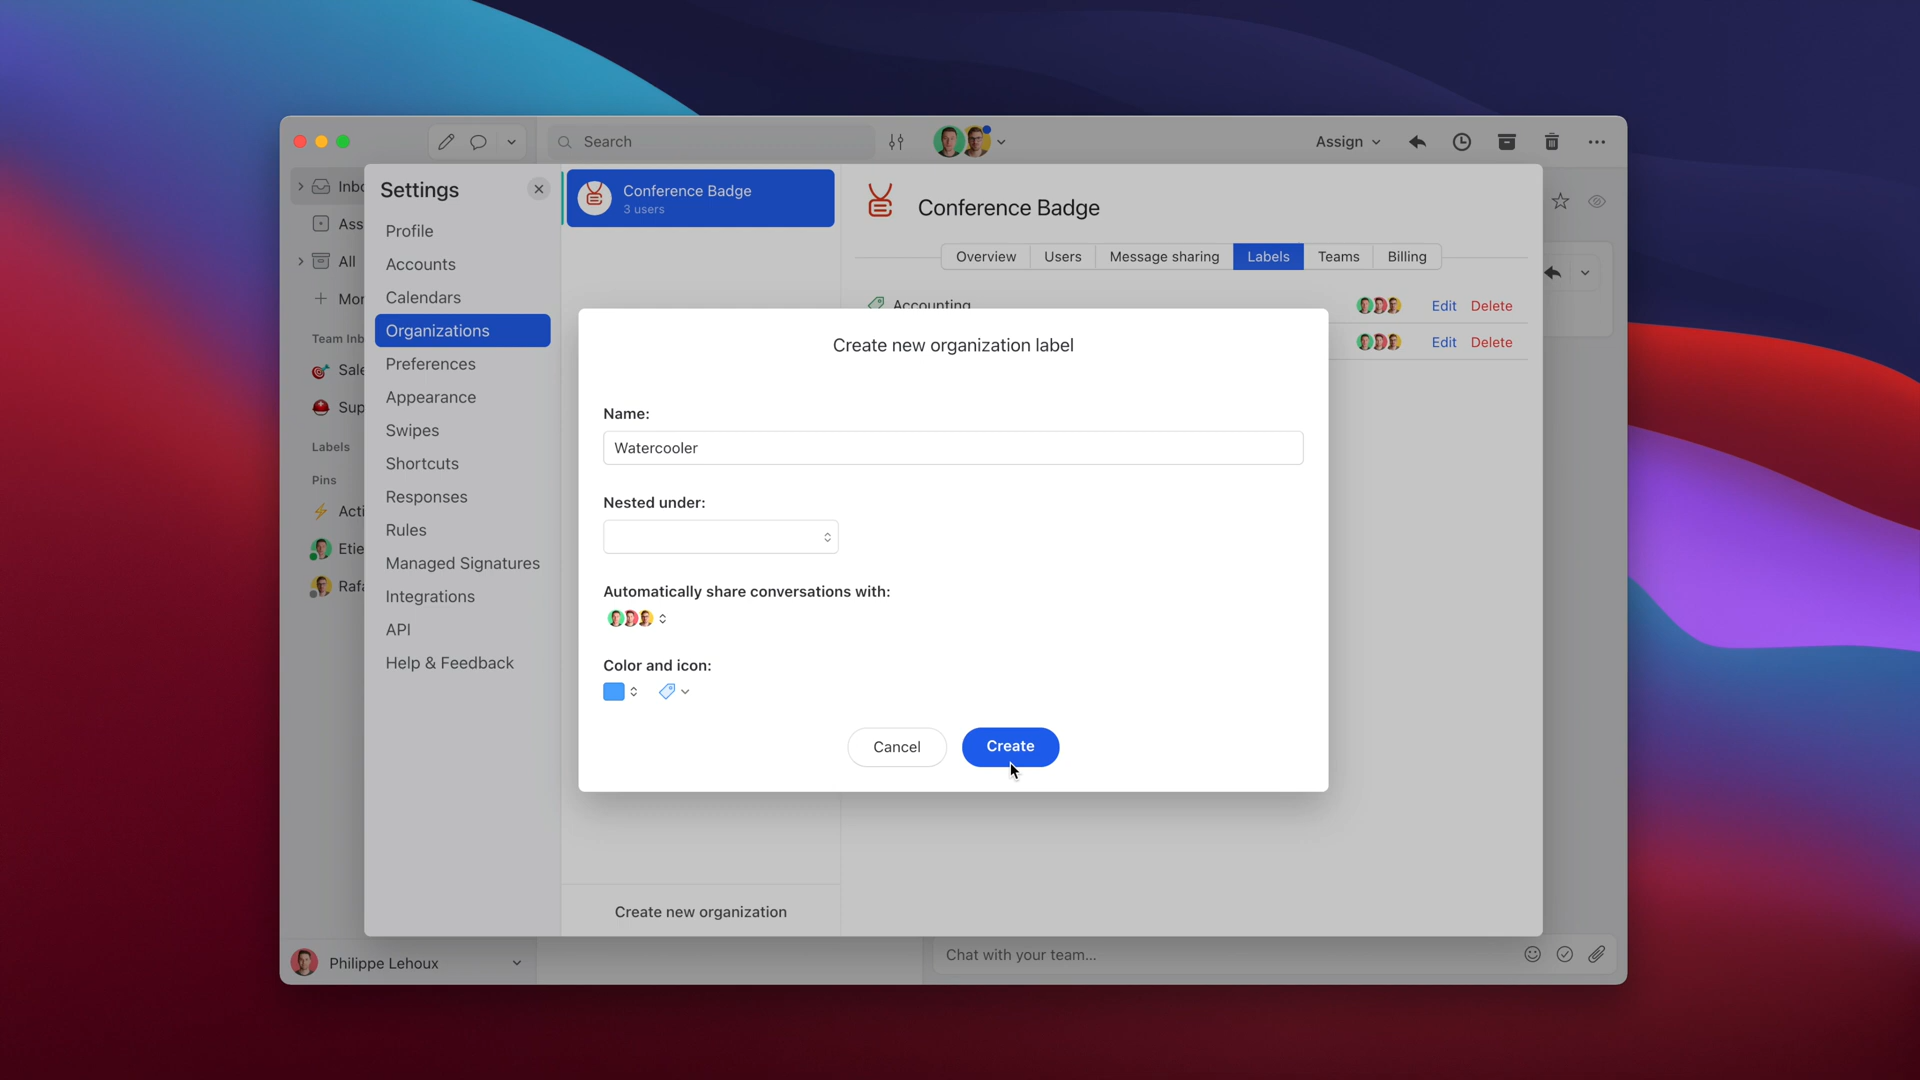 Search
Assign
Inbo
Ass
All
Mor
Team Inb
Sale
Sup
Labels
Pins
Acti
Etie
Rafa
Philippe Lehoux
Settings
Profile
Accounts
Calendars
Organizations
Preferences
Appearance
Swipes
Shortcuts
Responses
Rules
Managed Signatures
Integrations
API
Help & Feedback
Conference Badge
3 users
Create new organization
Conference Badge
Overview
Users
Message sharing
Labels
Teams
Billing
Accounting
Edit Delete
Edit Delete
Create new organization label
Name:
Watercooler
Nested under:
Automatically share conversations with:
Color and icon:
Cancel
Create
Chat with your team...